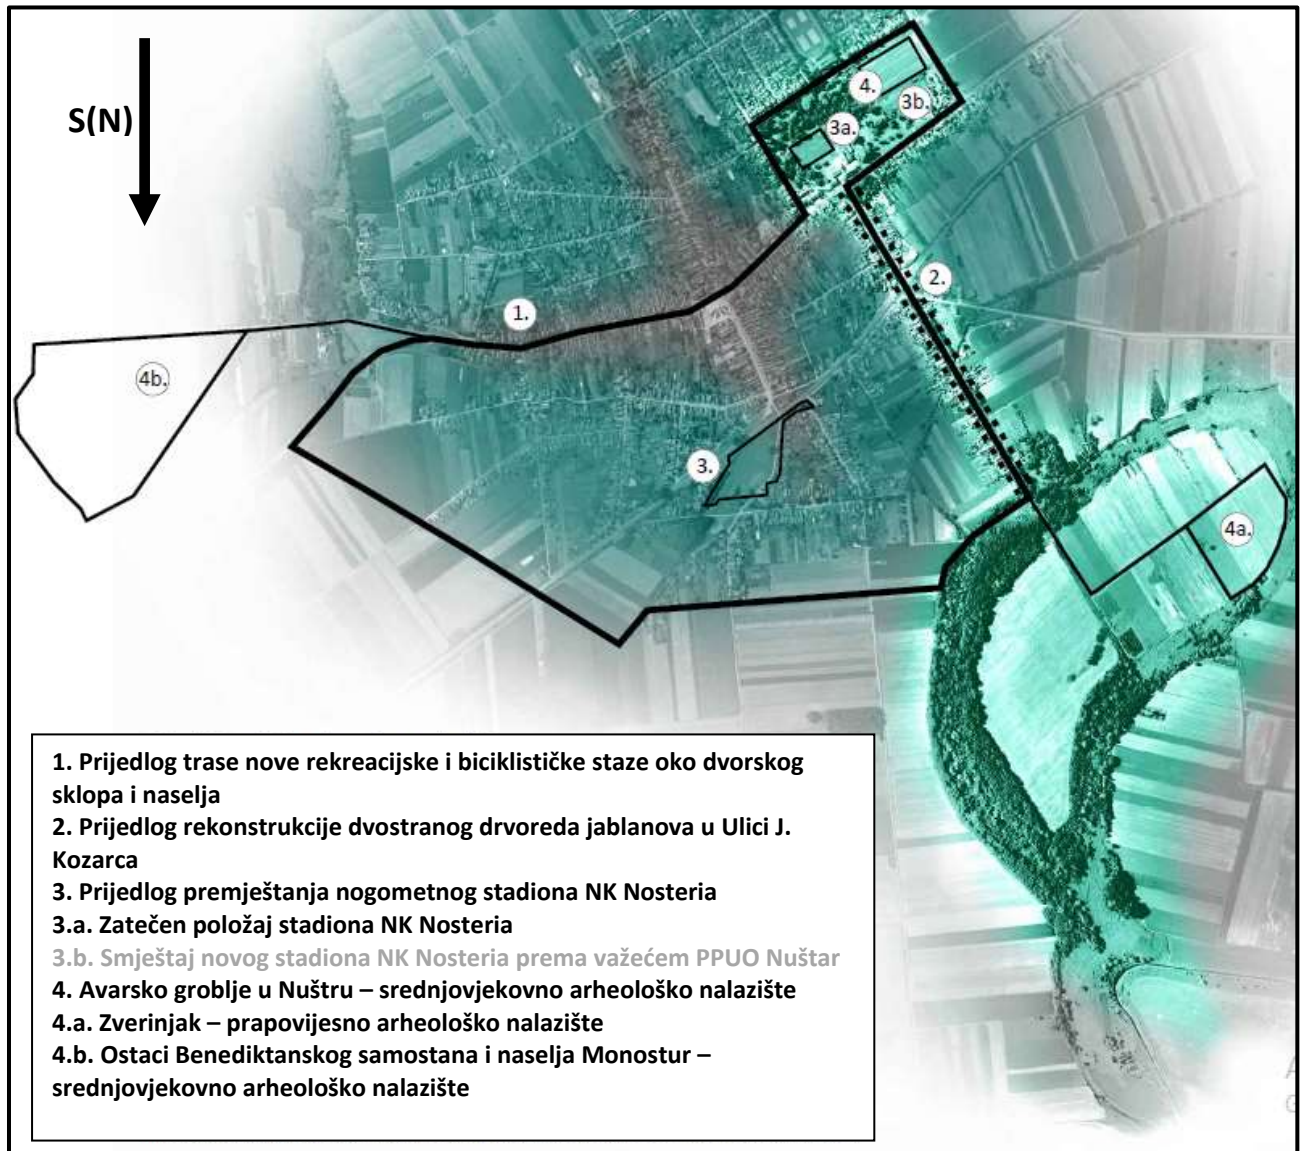 S(N)
4.
3b.
3a.
2.
1.
4b.
3.
4a.
1. Prijedlog trase nove rekreacijske i biciklističke staze oko dvorskog
sklopa i naselja
2. Prijedlog rekonstrukcije dvostranog drvoreda jablanova u Ulici J.
Kozarca
3. Prijedlog premještanja nogometnog stadiona NK Nosteria
3.a. Zatečen položaj stadiona NK Nosteria
3.b. Smještaj novog stadiona NK Nosteria prema važećem PPUO Nuštar
4. Avarsko groblje u Nuštru – srednjovjekovno arheološko nalazište
4.a. Zverinjak – prapovijesno arheološko nalazište
4.b. Ostaci Benediktanskog samostana i naselja Monostur –
srednjovjekovno arheološko nalazište